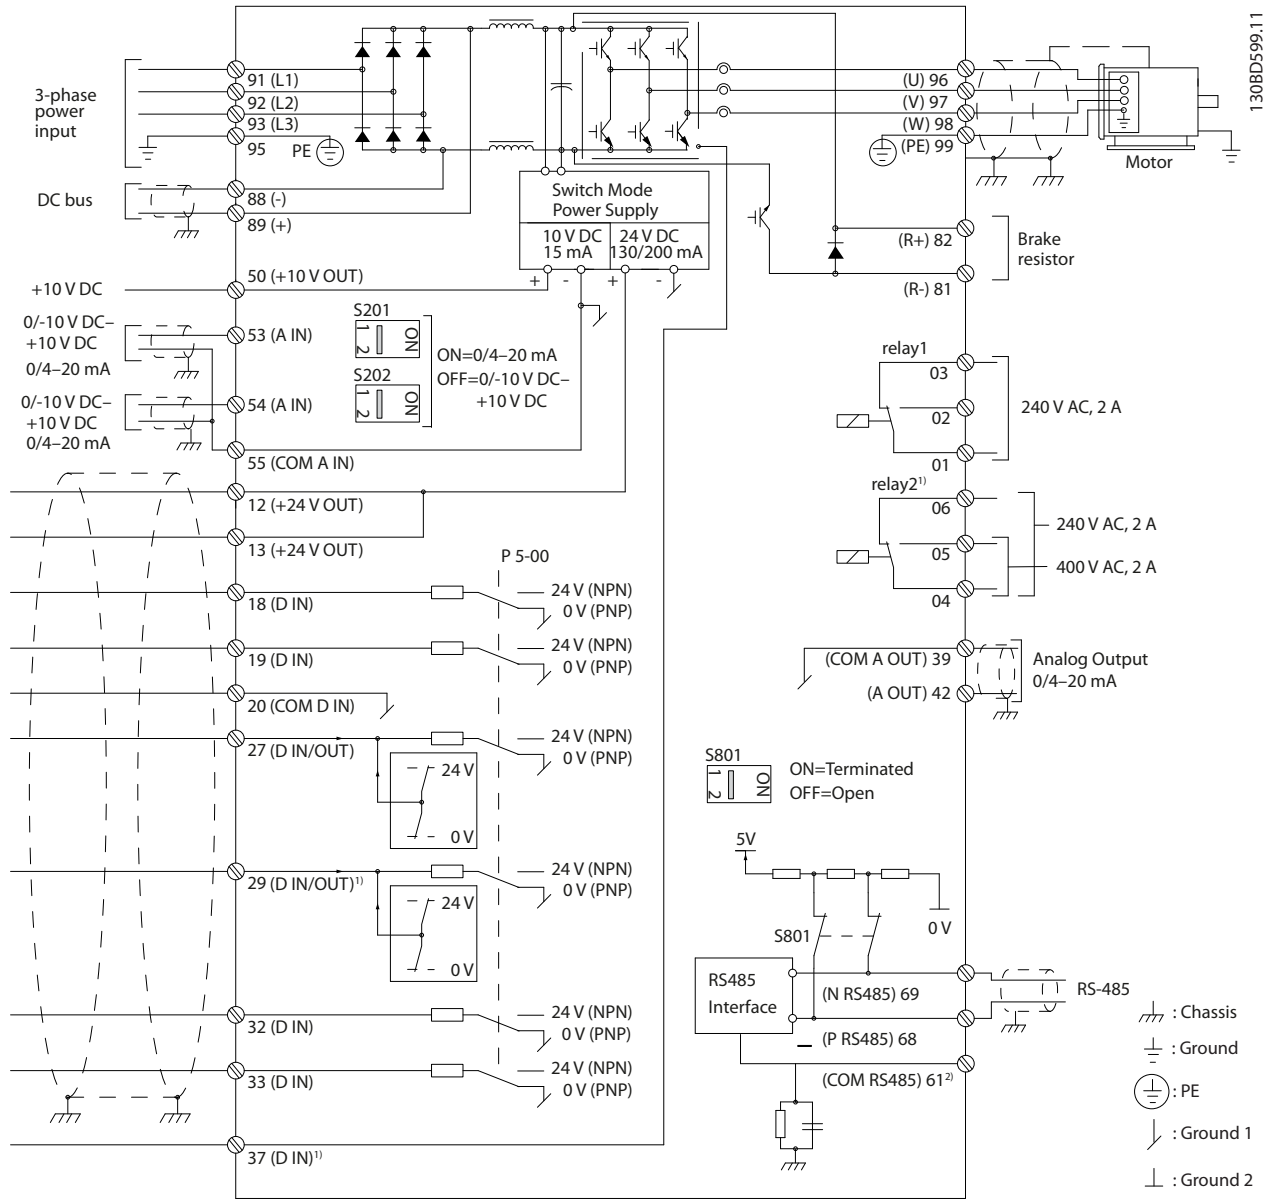 130BD599.11
3-phase
power
input
91 (L1)
92 (L2)
93 (L3)
95
PE
(U) 96
(V) 97
(W) 98
(PE) 99
Motor
DC bus
88 (-)
89 (+)
Switch Mode
Power Supply
10 V DC
15 mA
24 V DC
130/200 mA
+ - + -
(R+) 82
(R-) 81
Brake
resistor
+10 V DC
50 (+10 V OUT)
0/-10 V DC–
+10 V DC
0/4–20 mA
53 (A IN)
S201
1
2
ON
S202
1
2
ON
ON=0/4–20 mA
OFF=0/-10 V DC–
+10 V DC
0/-10 V DC–
+10 V DC
0/4–20 mA
54 (A IN)
55 (COM A IN)
relay1
03
02
01
240 V AC, 2 A
relay2¹⁾
06
05
04
240 V AC, 2 A
400 V AC, 2 A
12 (+24 V OUT)
13 (+24 V OUT)
P 5-00
18 (D IN)
24 V (NPN)
0 V (PNP)
19 (D IN)
24 V (NPN)
0 V (PNP)
20 (COM D IN)
27 (D IN/OUT)
24 V (NPN)
0 V (PNP)
24 V
0 V
29 (D IN/OUT)¹⁾
24 V (NPN)
0 V (PNP)
24 V
0 V
32 (D IN)
24 V (NPN)
0 V (PNP)
33 (D IN)
24 V (NPN)
0 V (PNP)
37 (D IN)¹⁾
(COM A OUT) 39
(A OUT) 42
Analog Output
0/4–20 mA
S801
1
2
ON
ON=Terminated
OFF=Open
5V
0 V
S801
RS485
Interface
(N RS485) 69
(P RS485) 68
(COM RS485) 61²⁾
RS-485
: Chassis
: Ground
: PE
: Ground 1
: Ground 2